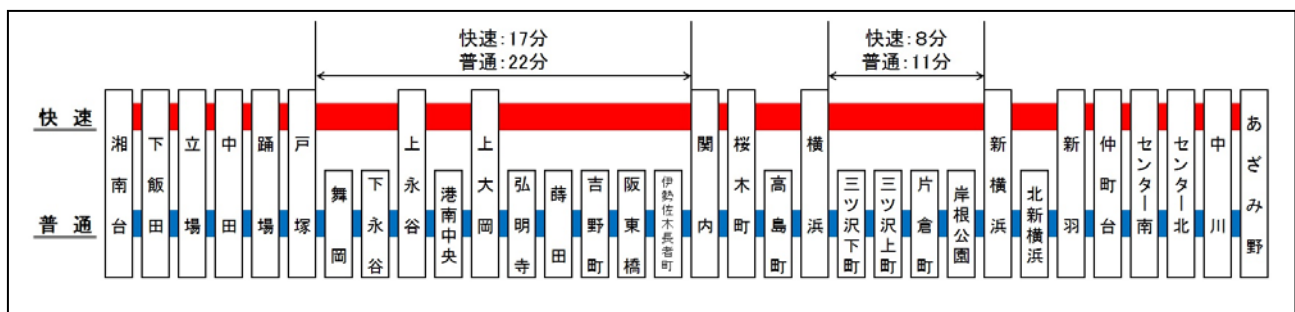 快速:17分
普通:22分
快速:8分
普通:11分
快速
普通
湘南台
下飯田
立場
中田
踊場
戸塚
舞岡
下永谷
上永谷
港南中央
上大岡
弘明寺
蒔田
吉野町
阪東橋
伊勢佐木長者町
関内
桜木町
高島町
横浜
三ツ沢下町
三ツ沢上町
片倉町
岸根公園
新横浜
北新横浜
新羽
仲町台
センター南
センター北
中川
あざみ野